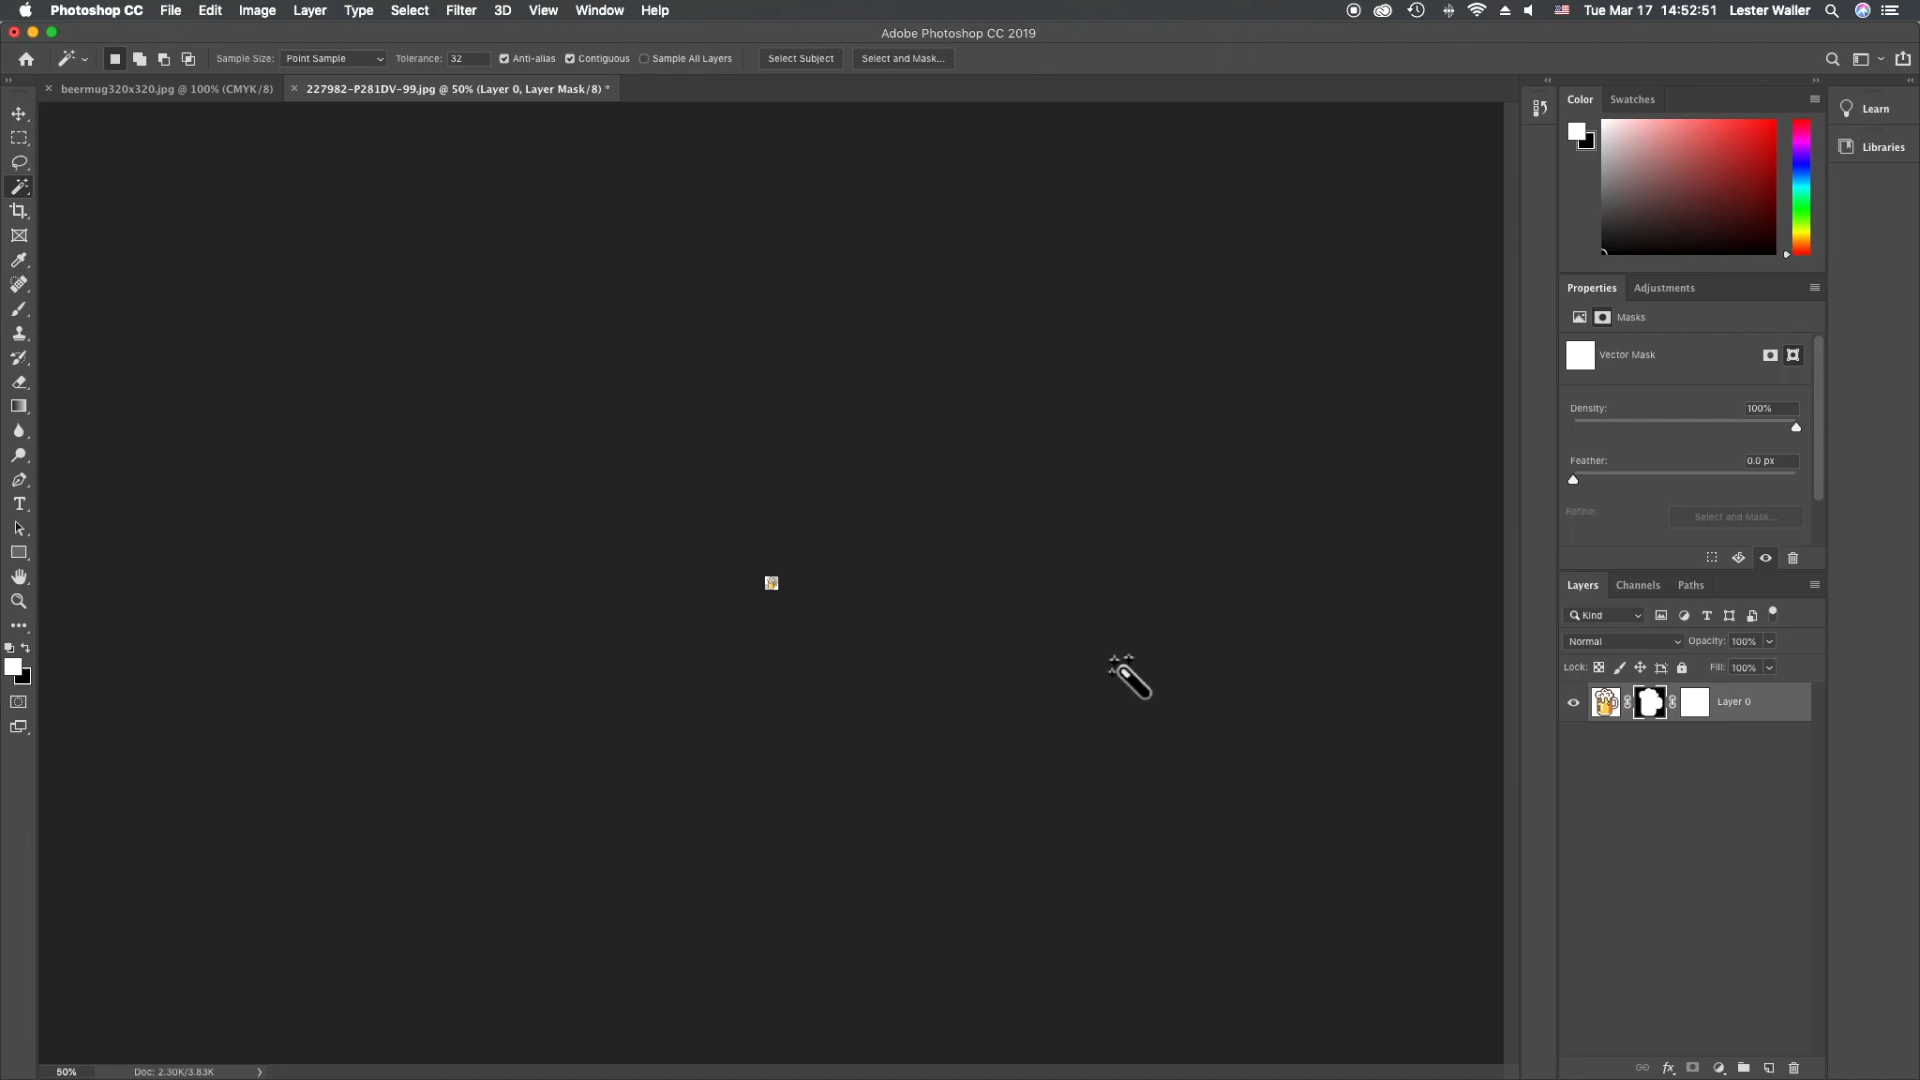 Photoshop CC File Edit Image Layer Type Select Filter 3D View Window Help Tue Mar 17 14:52:51 Lester Waller
Adobe Photoshop CC 2019
Sample Size: Point Sample Tolerance: 32 Anti-alias Contiguous Sample All Layers Select Subject Select and Mask...
beermug320x320.jpg @ 100% (CMYK/8) 227982-P281DV-99.jpg @ 50% (Layer 0, Layer Mask/8) *
Color Swatches
Learn
Libraries
Properties Adjustments
Masks
Vector Mask
Density: 100%
Feather: 0.0 px
Refine: Select and Mask...
Layers Channels Paths
Kind
Normal Opacity: 100%
Lock: Fill: 100%
Layer 0
50% Doc: 2.30K/3.83K